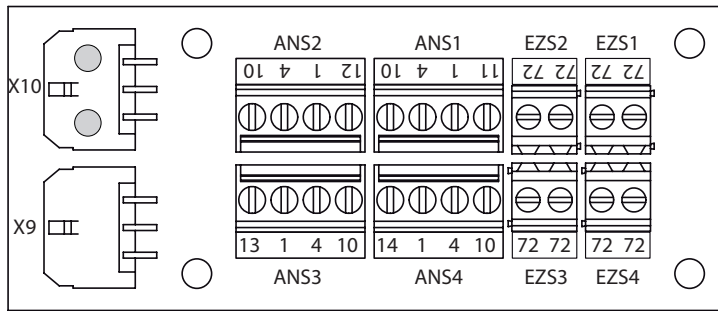 ANS2 ANS1 EZS2 EZS1
10 4 1 12 10 4 1 11 72 72 72 72
X10
X9
13 1 4 10 14 1 4 10 72 72 72 72
ANS3 ANS4 EZS3 EZS4